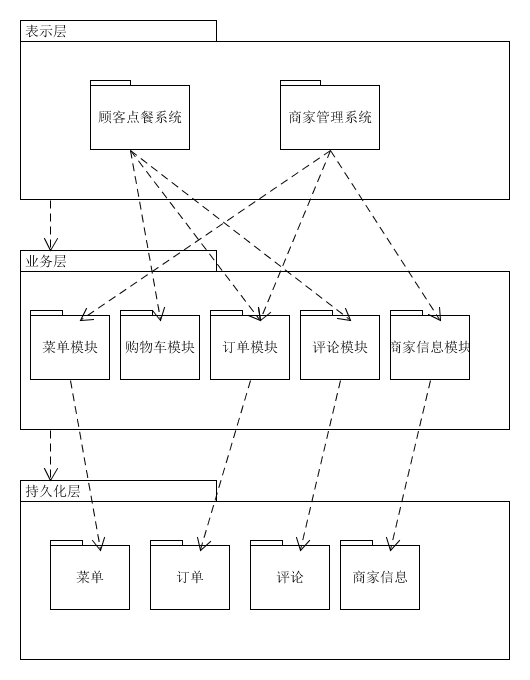 表示层
顾客点餐系统
商家管理系统
业务层
菜单模块
购物车模块
订单模块
评论模块
商家信息模块
持久化层
菜单
订单
评论
商家信息